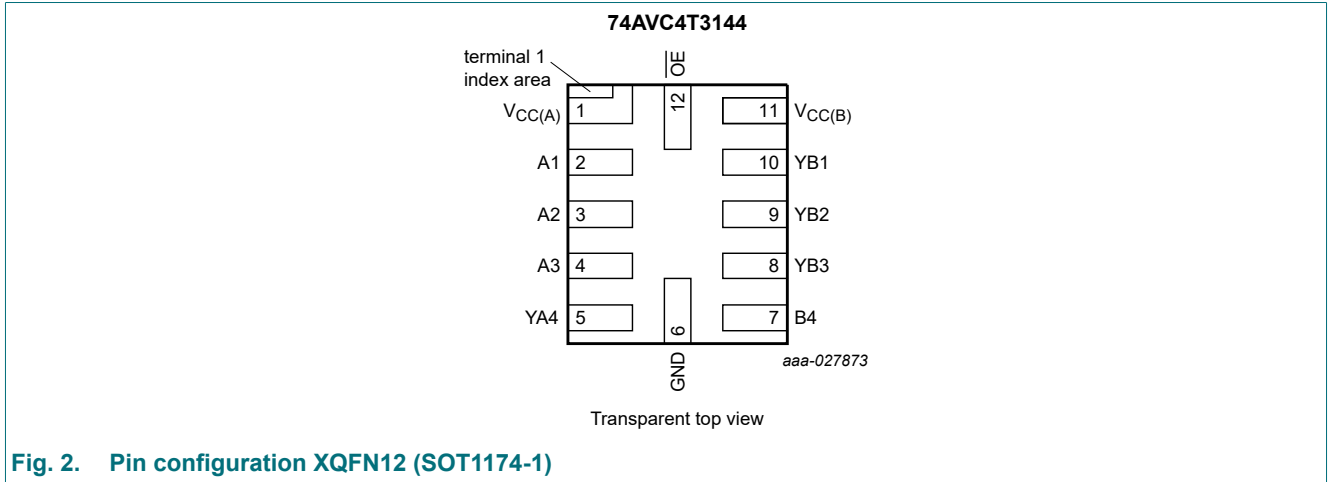 74AVC4T3144
terminal 1
index area
OE
12
VCC(A) 1
11 VCC(B)
A1 2
10 YB1
A2 3
9 YB2
A3 4
8 YB3
YA4 5
7 B4
6
GND
aaa-027873
Transparent top view
Fig. 2. Pin configuration XQFN12 (SOT1174-1)